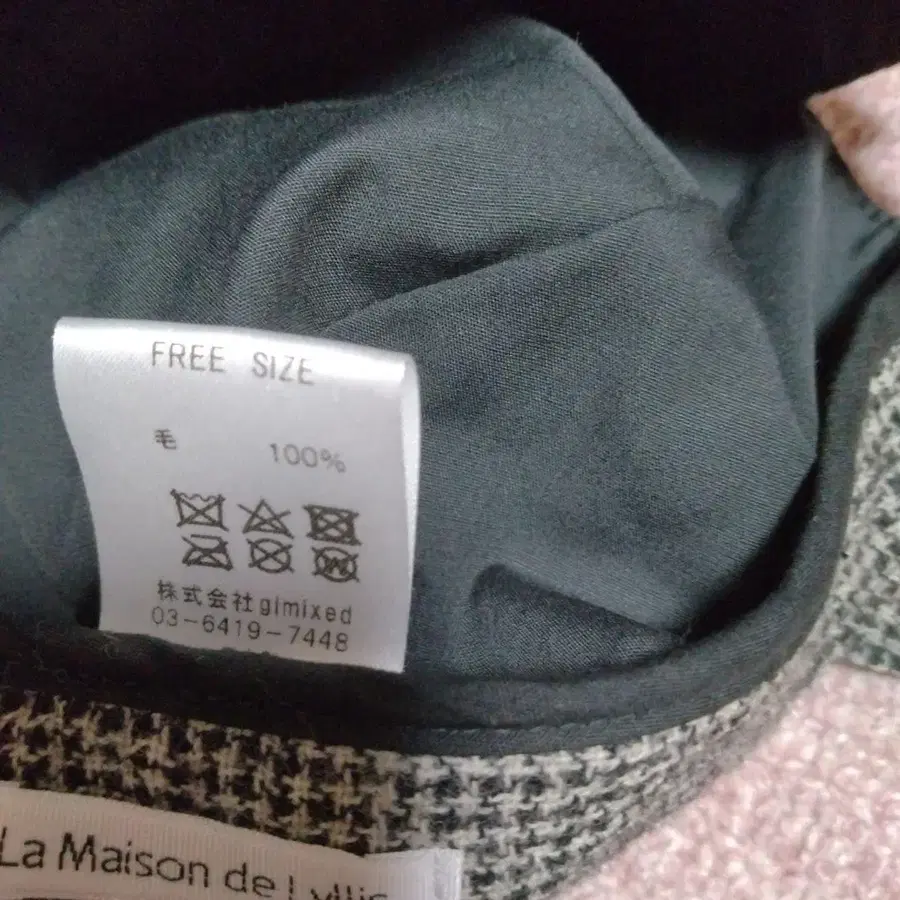 FREE SIZE
毛 100%
株式会社gimixed
03-6419-7448
La Maison de Lyllis